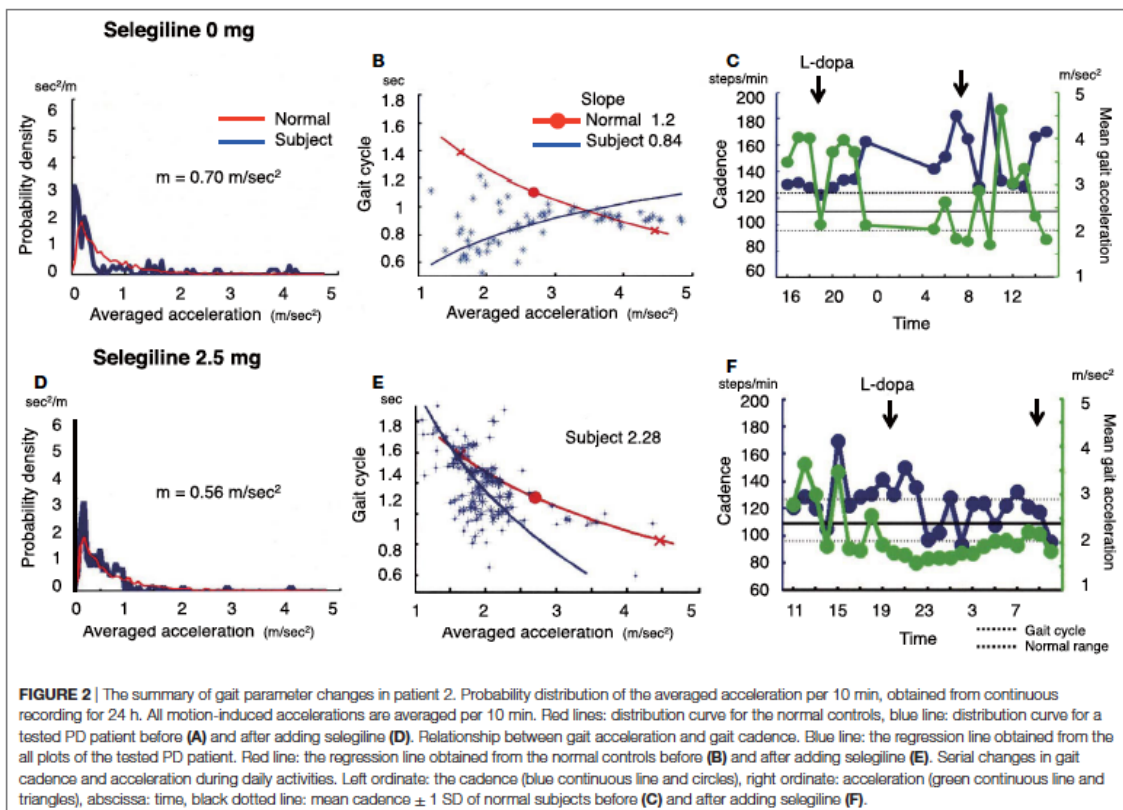 Selegiline 0 mg
sec²/m
6
5
4
3
2
1
0
Probability density
Normal
Subject
m = 0.70 m/sec²
0 1 2 3 4 5
Averaged acceleration (m/sec²)
B
sec
1.8
1.6
1.4
1.2
1
0.8
0.6
Gait cycle
Slope
Normal 1.2
Subject 0.84
1 2 3 4 5
Averaged acceleration (m/sec²)
C
L-dopa
steps/min
m/sec²
200
180
160
140
120
110
90
80
60
Cadence
5
4
3
2
1
Mean gait acceleration
16 20 0 4 8 12
Time
Selegiline 2.5 mg
D
sec²/m
6
5
4
3
2
1
0
Probability density
m = 0.56 m/sec²
0 1 2 3 4 5
Averaged acceleration (m/sec²)
E
sec
1.8
1.6
1.4
1.2
1
0.8
0.6
Gait cycle
Subject 2.28
1 2 3 4 5
Averaged acceleration (m/sec²)
F
L-dopa
steps/min
m/sec²
200
180
160
140
120
100
80
60
Cadence
5
4
3
2
1
Mean gait acceleration
11 15 19 23 3 7
Time
Gait cycle
Normal range
FIGURE 2 | The summary of gait parameter changes in patient 2. Probability distribution of the averaged acceleration per 10 min, obtained from continuous
recording for 24 h. All motion-induced accelerations are averaged per 10 min. Red lines: distribution curve for the normal controls, blue line: distribution curve for a
tested PD patient before (A) and after adding selegiline (D). Relationship between gait acceleration and gait cadence. Blue line: the regression line obtained from the
all plots of the tested PD patient. Red line: the regression line obtained from the normal controls before (B) and after adding selegiline (E). Serial changes in gait
cadence and acceleration during daily activities. Left ordinate: the cadence (blue continuous line and circles), right ordinate: acceleration (green continuous line and
triangles), abscissa: time, black dotted line: mean cadence ± 1 SD of normal subjects before (C) and after adding selegiline (F).